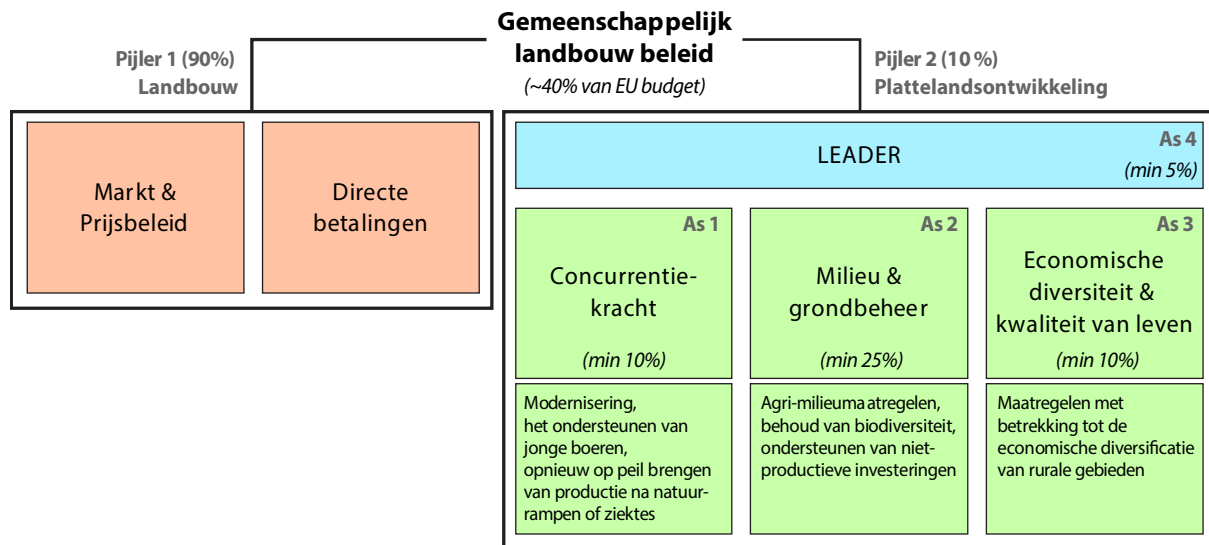 Gemeenschappelijk
landbouw beleid
(~40% van EU budget)
Pijler 1 (90%)
Landbouw
Pijler 2 (10 %)
Plattelandsontwikkeling
Markt &
Prijsbeleid
Directe
betalingen
As 4
LEADER
(min 5%)
As 1
Concurrentie-
kracht
(min 10%)
Modernisering,
het ondersteunen van
jonge boeren,
opnieuw op peil brengen
van productie na natuur-
rampen of ziektes
As 2
Milieu &
grondbeheer
(min 25%)
Agri-milieumaatregelen,
behoud van biodiversiteit,
ondersteunen van niet-
productieve investeringen
As 3
Economische
diversiteit &
kwaliteit van leven
(min 10%)
Maatregelen met
betrekking tot de
economische diversificatie
van rurale gebieden